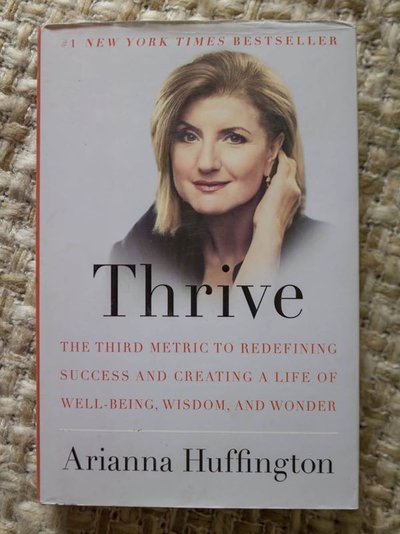 #1 NEW YORK TIMES BESTSELLER
Thrive
THE THIRD METRIC TO REDEFINING
SUCCESS AND CREATING A LIFE OF
WELL-BEING, WISDOM, AND WONDER
Arianna Huffington